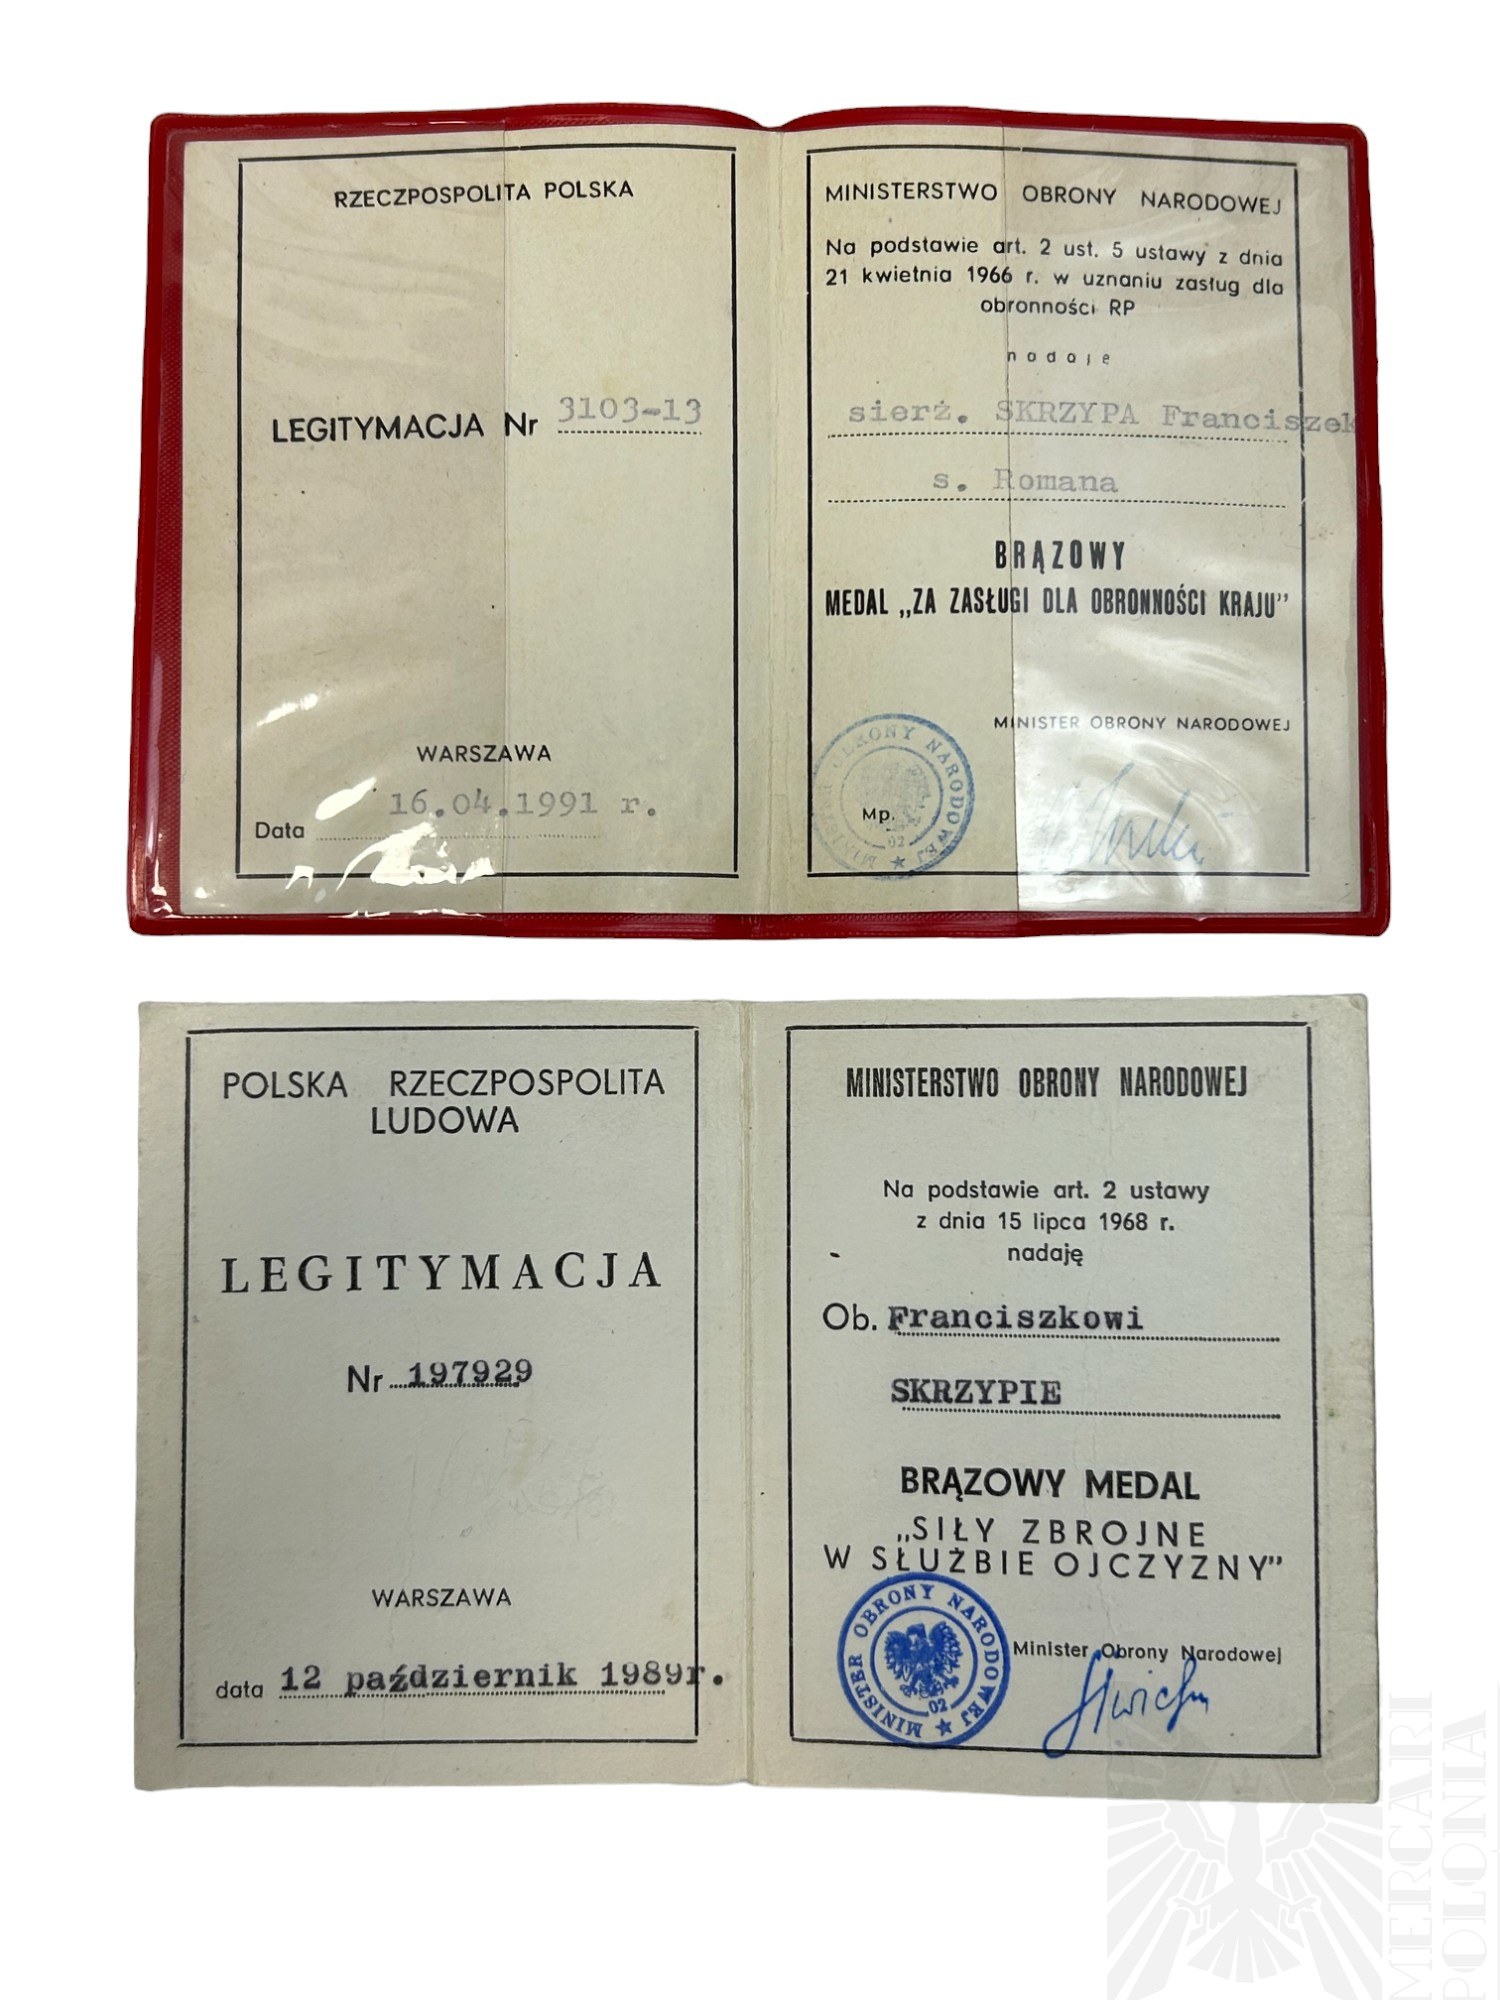 RZECZPOSPOLITA POLSKA
LEGITYMACJA Nr 3103-13
WARSZAWA
Data 16.04.1991 r.
MINISTERSTWO OBRONY NARODOWEJ
Na podstawie art. 2 ust. 5 ustawy z dnia
21 kwietnia 1966 r. w uznaniu zasług dla
obronności RP
nadaje
sierż. SKRZYPA Franciszek
s. Romana
BRĄZOWY
MEDAL „ZA ZASŁUGI DLA OBRONNOŚCI KRAJU”
MINISTER OBRONY NARODOWEJ
Mp.
MINISTER OBRONY NARODOWEJ
02
POLSKA RZECZPOSPOLITA
LUDOWA
LEGITYMACJA
Nr 197929
WARSZAWA
data 12 październik 1989r.
MINISTERSTWO OBRONY NARODOWEJ
Na podstawie art. 2 ustawy
z dnia 15 lipca 1968 r.
nadaję
Ob. Franciszkowi
SKRZYPIE
BRĄZOWY MEDAL
„SIŁY ZBROJNE
W SŁUŻBIE OJCZYZNY”
Minister Obrony Narodowej
MINISTER OBRONY NARODOWEJ
02
MERCARI
POLONIA